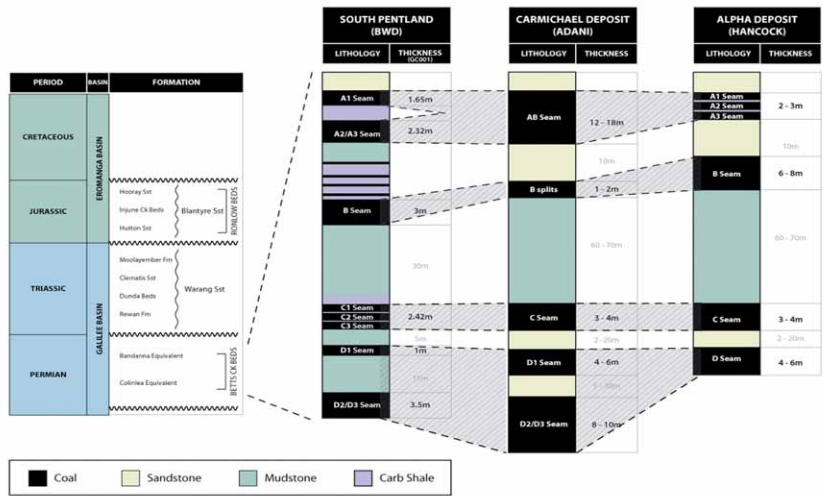 SOUTH PENTLAND
(BWD)
LITHOLOGY
THICKNESS
(GC001)
CARMICHAEL DEPOSIT
(ADANI)
LITHOLOGY
THICKNESS
ALPHA DEPOSIT
(HANCOCK)
LITHOLOGY
THICKNESS
PERIOD
BASIN
FORMATION
CRETACEOUS
JURASSIC
TRIASSIC
PERMIAN
EROMANGA BASIN
GALILEE BASIN
Hooray Sst
Injune Ck Beds
Hutton Sst
Blantyre Sst
RONLOW BEDS
Moolayember Fm
Clematis Sst
Dunda Beds
Rewan Fm
Warang Sst
Bandanna Equivalent
Colinlea Equivalent
BETTS CK BEDS
A1 Seam
1.65m
A2/A3 Seam
2.32m
B Seam
3m
30m
C1 Seam
C2 Seam
C3 Seam
2.42m
5m
D1 Seam
1m
D2/D3 Seam
3.5m
AB Seam
12 - 18m
10m
B splits
1 - 2m
60 - 70m
C Seam
3 - 4m
2 - 20m
D1 Seam
4 - 6m
D2/D3 Seam
8 - 10m
A1 Seam
A2 Seam
A3 Seam
2 - 3m
10m
B Seam
6 - 8m
60 - 70m
C Seam
3 - 4m
2 - 20m
D Seam
4 - 6m
Coal
Sandstone
Mudstone
Carb Shale